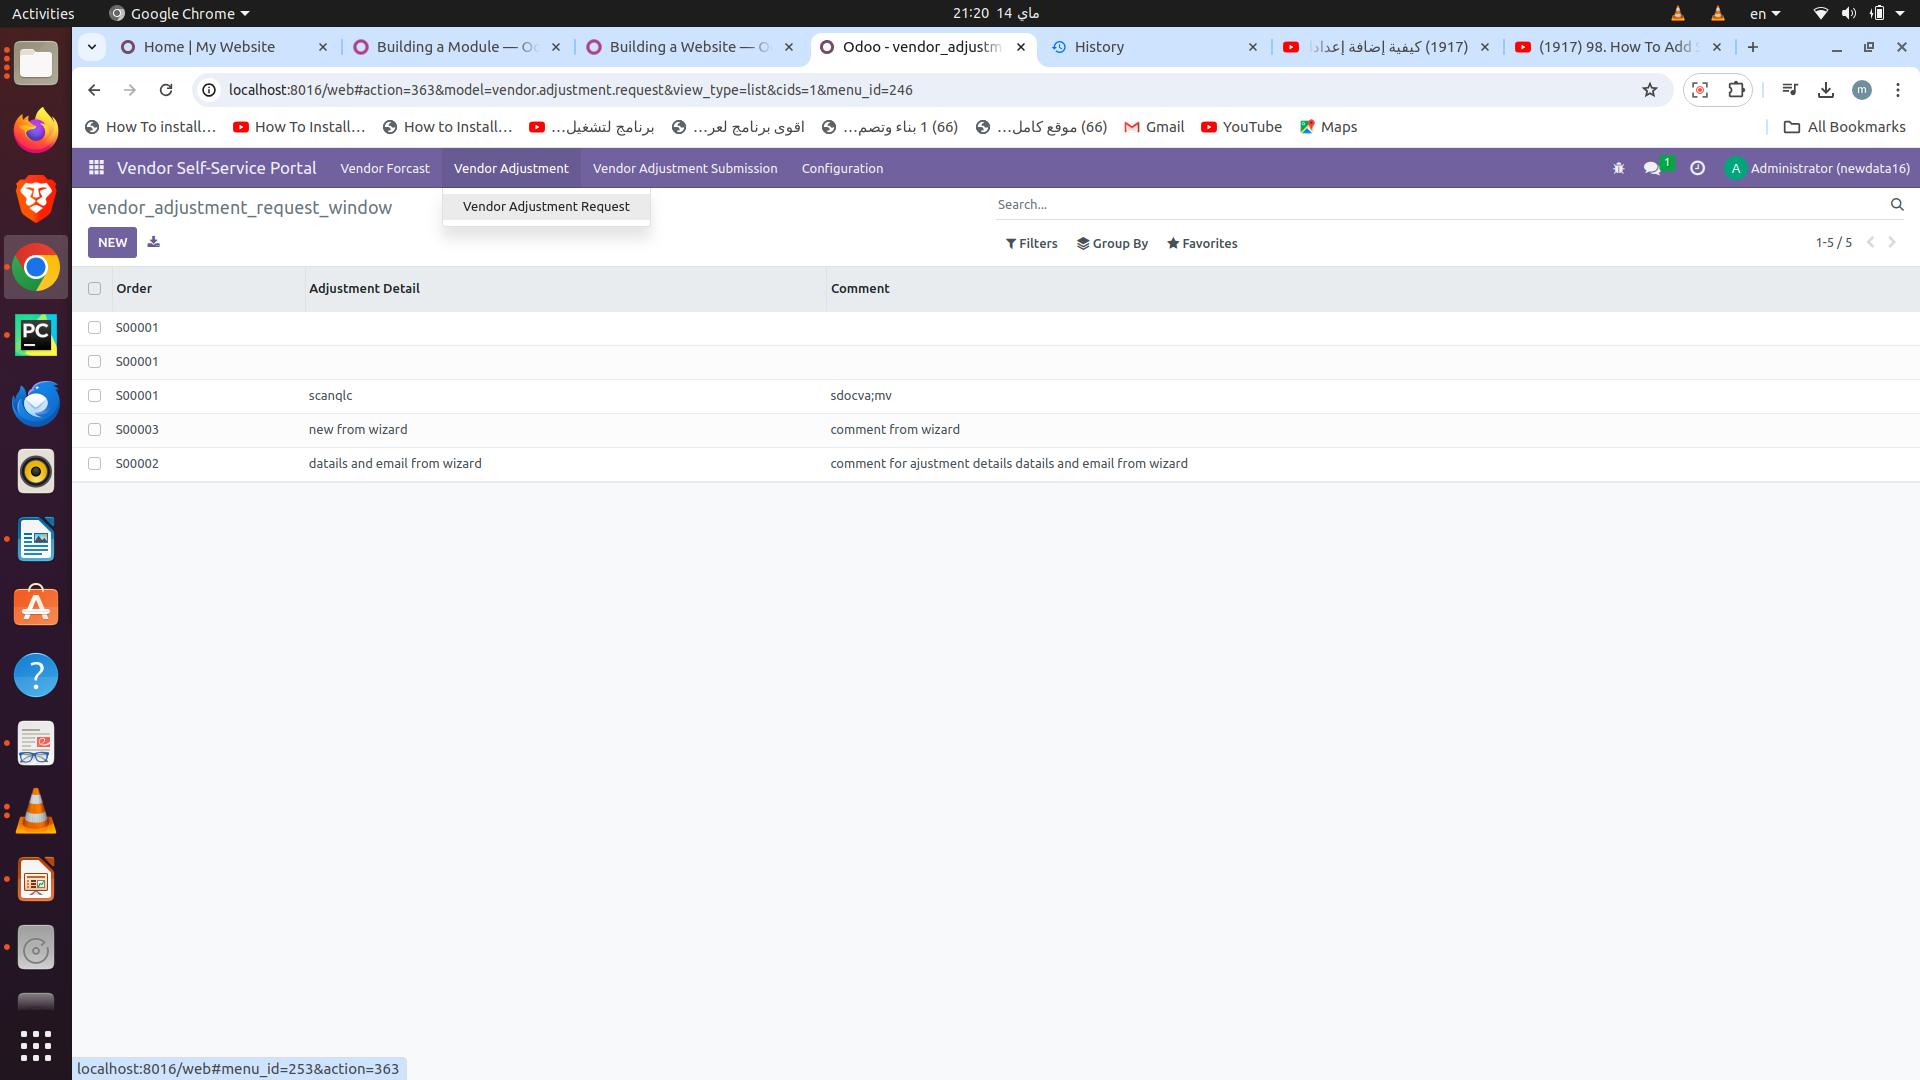 Activities
Google Chrome
21:20 14 ماي
en
Home | My Website
Building a Module — Oc
Building a Website — O
Odoo - vendor_adjustm
History
(1917) كيفية إضافة إعدادا
(1917) 98. How To Add S
localhost:8016/web#action=363&model=vendor.adjustment.request&view_type=list&cids=1&menu_id=246
m
How To install…
How To Install…
How to Install…
برنامج لتشغيل…
اقوى برنامج لعر…
(66) 1 بناء وتصم…
(66) موقع كامل…
Gmail
YouTube
Maps
All Bookmarks
Vendor Self-Service Portal
Vendor Forcast
Vendor Adjustment
Vendor Adjustment Submission
Configuration
1
A
Administrator (newdata16)
Vendor Adjustment Request
vendor_adjustment_request_window
Search...
NEW
Filters
Group By
Favorites
1-5 / 5
Order Adjustment Detail Comment
S00001
S00001
S00001 scanqlc sdocva;mv
S00003 new from wizard comment from wizard
S00002 datails and email from wizard comment for ajustment details datails and email from wizard
PC
localhost:8016/web#menu_id=253&action=363